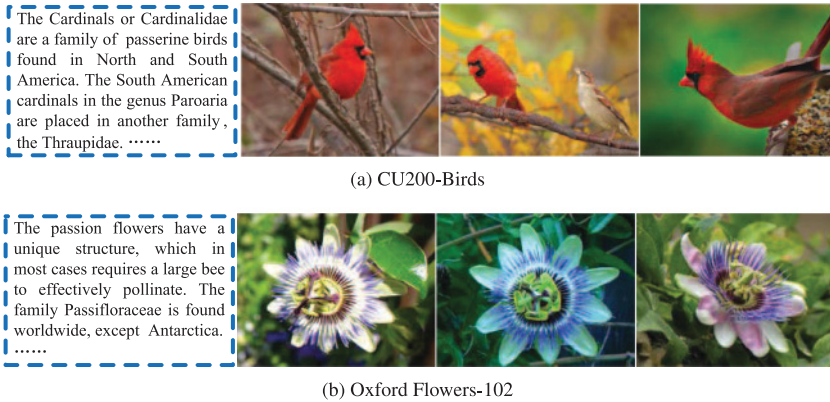 The Cardinals or Cardinalidae
are a family of passerine birds
found in North and South
America. The South American
cardinals in the genus Paroaria
are placed in another family ,
the Thraupidae. ……
(a) CU200-Birds
The passion flowers have a
unique structure, which in
most cases requires a large bee
to effectively pollinate. The
family Passifloraceae is found
worldwide, except Antarctica.
……
(b) Oxford Flowers-102